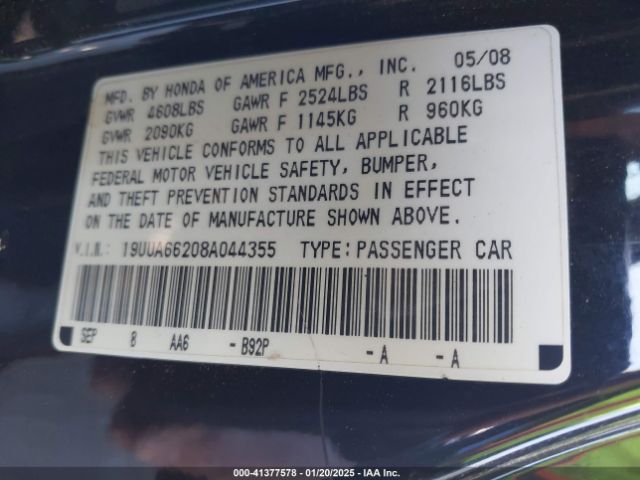 MFD. BY HONDA OF AMERICA MFG., INC. 05/08
GVWR 4608LBS GAWR F 2524LBS R 2116LBS
GVWR 2090KG GAWR F 1145KG R 960KG
THIS VEHICLE CONFORMS TO ALL APPLICABLE
FEDERAL MOTOR VEHICLE SAFETY, BUMPER,
AND THEFT PREVENTION STANDARDS IN EFFECT
ON THE DATE OF MANUFACTURE SHOWN ABOVE.
V.I.N.: 19UUA66208A044355 TYPE: PASSENGER CAR
SEP 8 AA6 - B92P - A - A
000-41377578 - 01/20/2025 - IAA Inc.